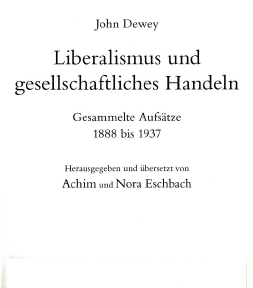 John Dewey
Liberalismus und
gesellschaftliches Handeln
Gesammelte Aufsätze
1888 bis 1937
Herausgegeben und übersetzt von
Achim und Nora Eschbach